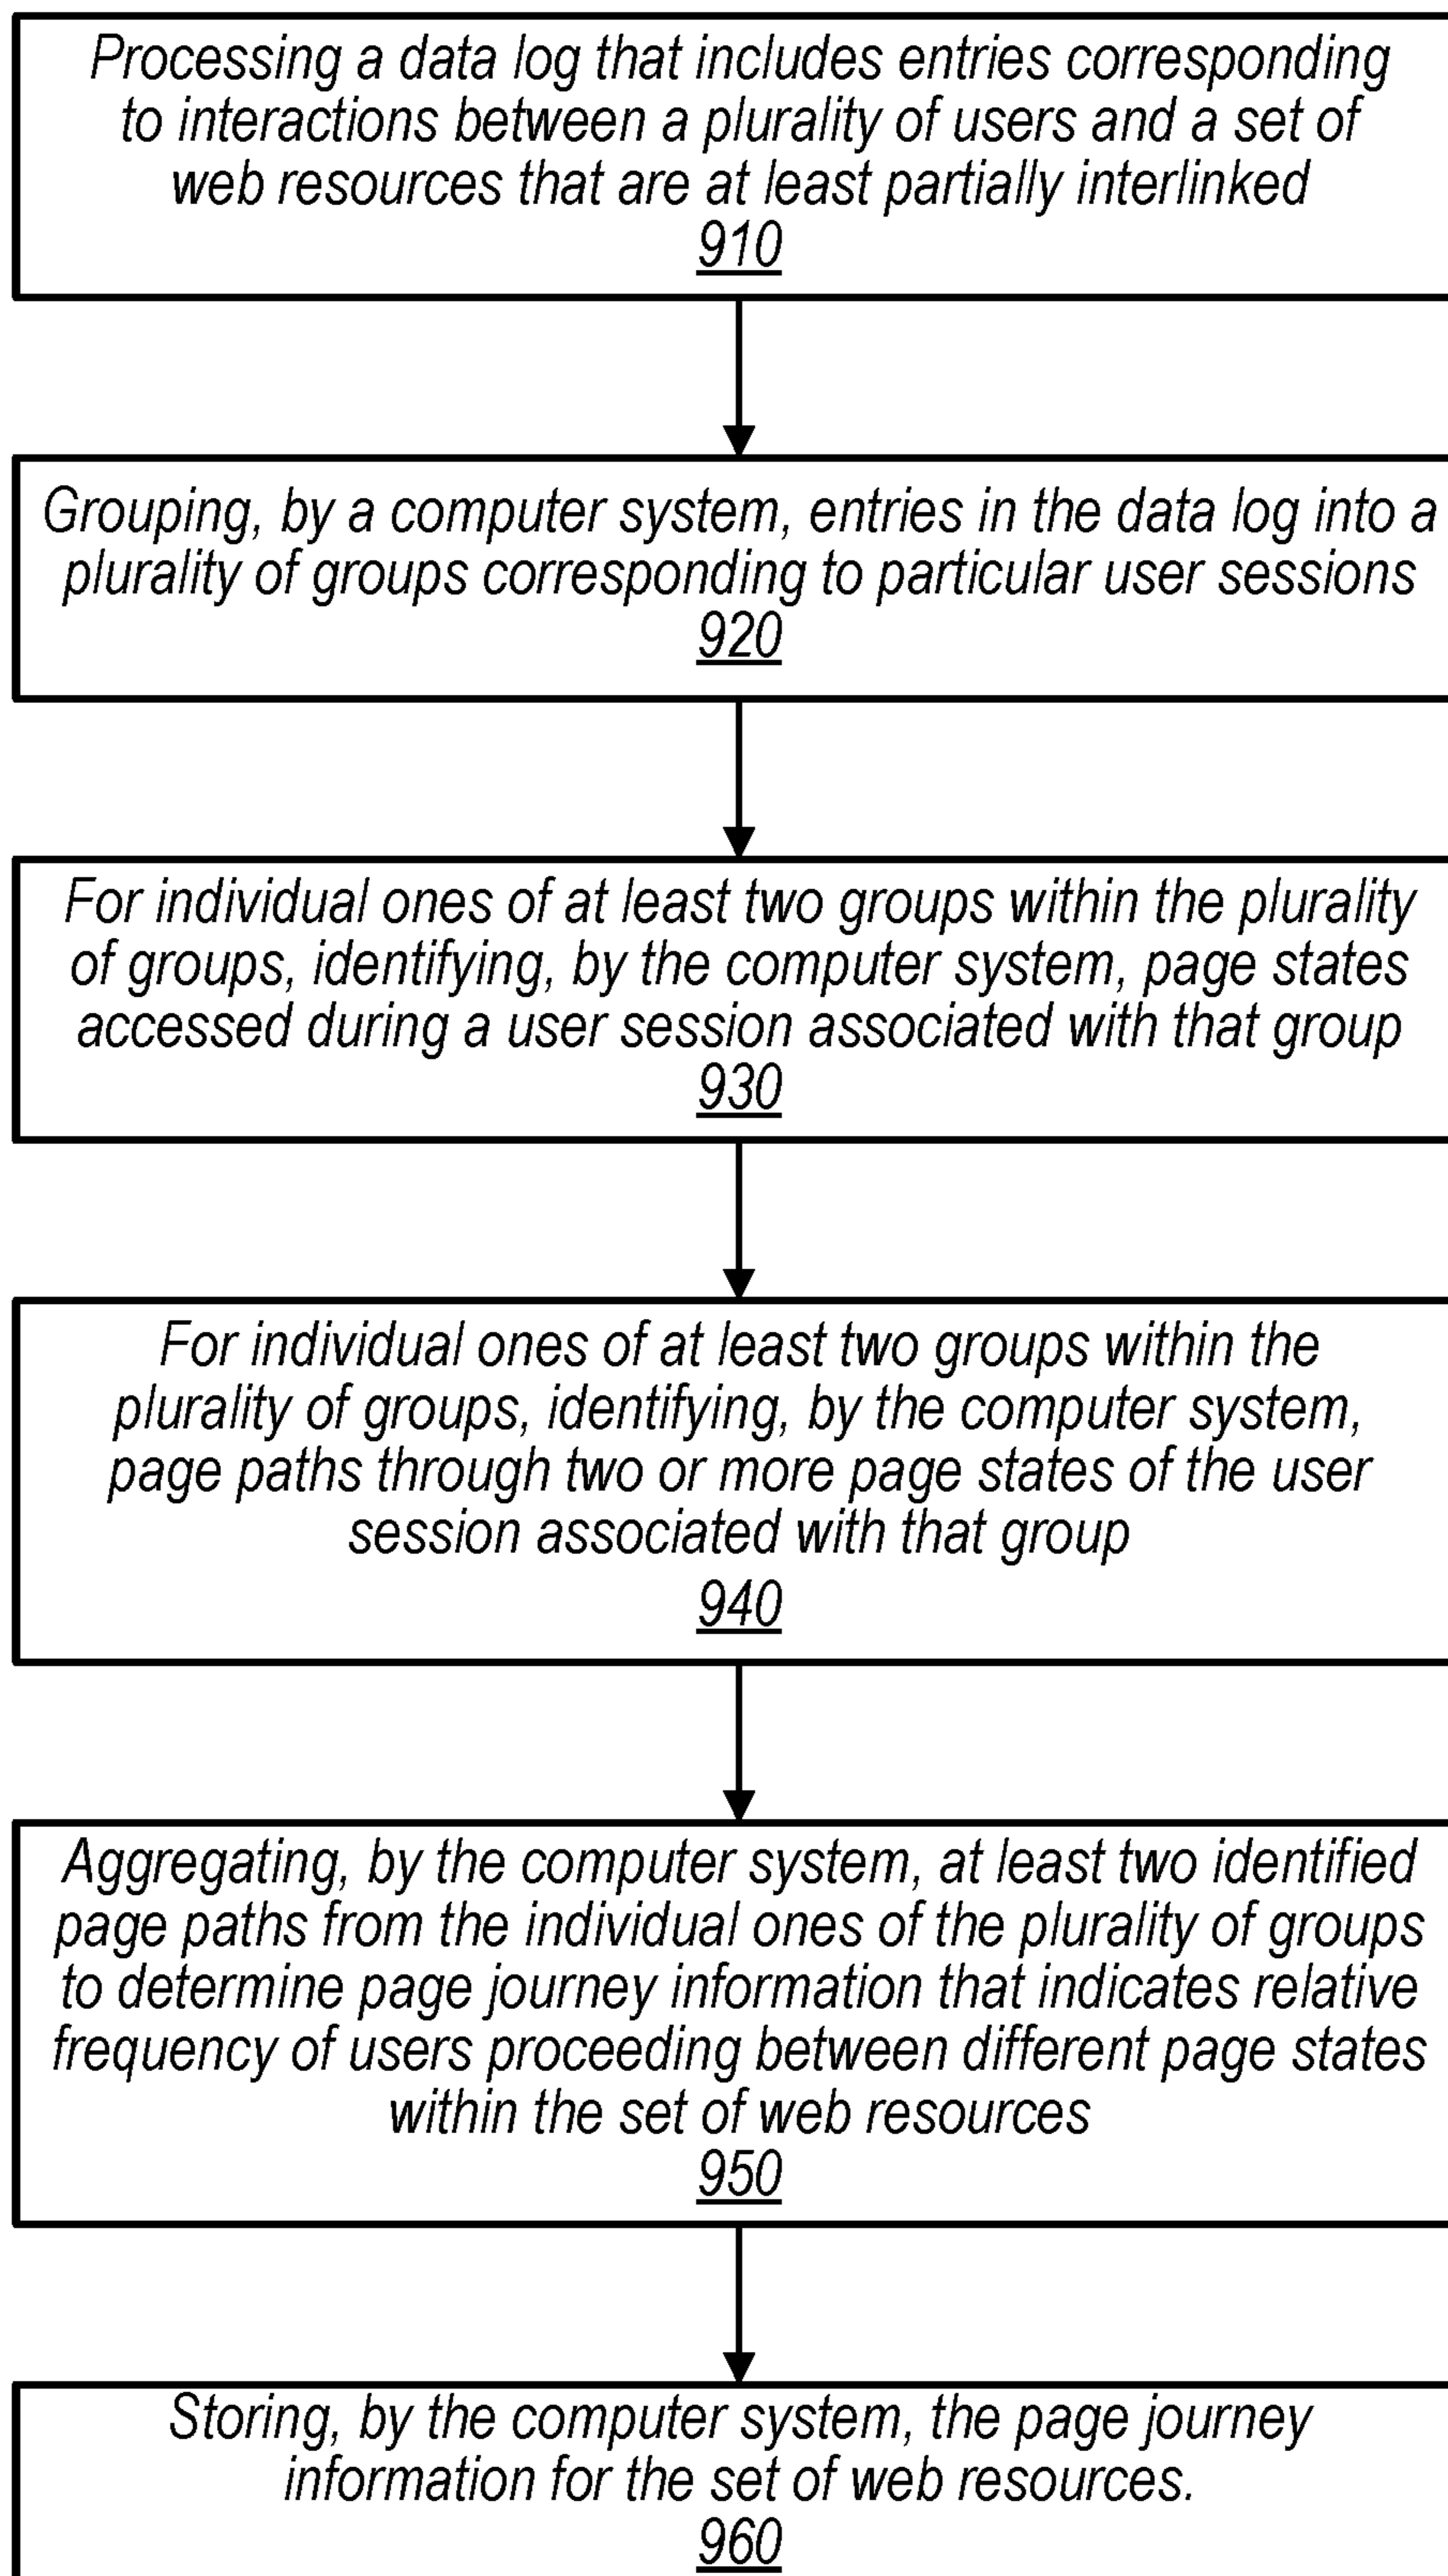 Processing a data log that includes entries corresponding
to interactions between a plurality of users and a set of
web resources that are at least partially interlinked
910
Grouping, by a computer system, entries in the data log into a
plurality of groups corresponding to particular user sessions
920
For individual ones of at least two groups within the plurality
of groups, identifying, by the computer system, page states
accessed during a user session associated with that group
930
For individual ones of at least two groups within the
plurality of groups, identifying, by the computer system,
page paths through two or more page states of the user
session associated with that group
940
Aggregating, by the computer system, at least two identified
page paths from the individual ones of the plurality of groups
to determine page journey information that indicates relative
frequency of users proceeding between different page states
within the set of web resources
950
Storing, by the computer system, the page journey
information for the set of web resources.
960